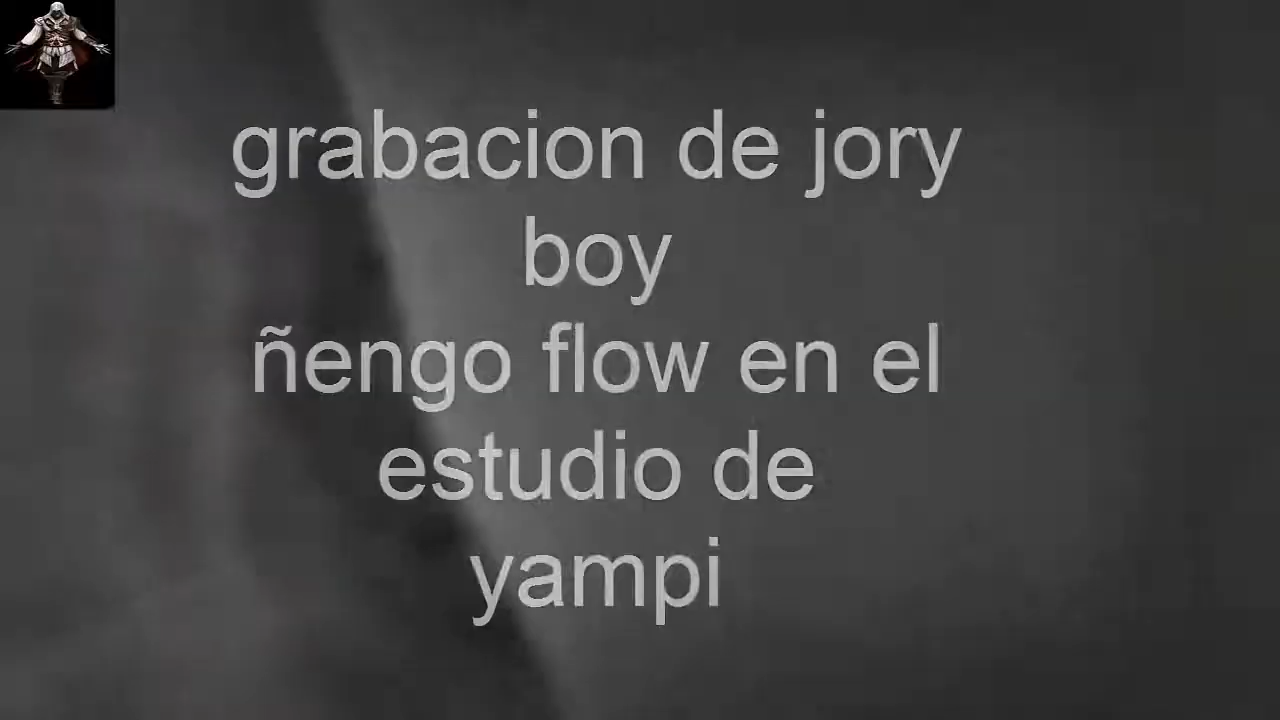 grabacion de jory
boy
ñengo flow en el
estudio de
yampi